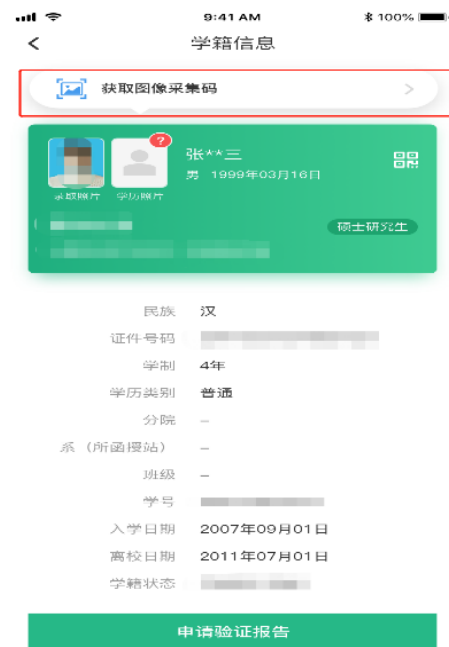 9:41 AM
100%
学籍信息
获取图像采集码
?
张**三
男 1999年03月16日
录取照片 学历照片
硕士研究生
民族 汉
证件号码
学制 4年
学历类别 普通
分院 –
系（所函授站） –
班级 –
学号
入学日期 2007年09月01日
离校日期 2011年07月01日
学籍状态
申请验证报告